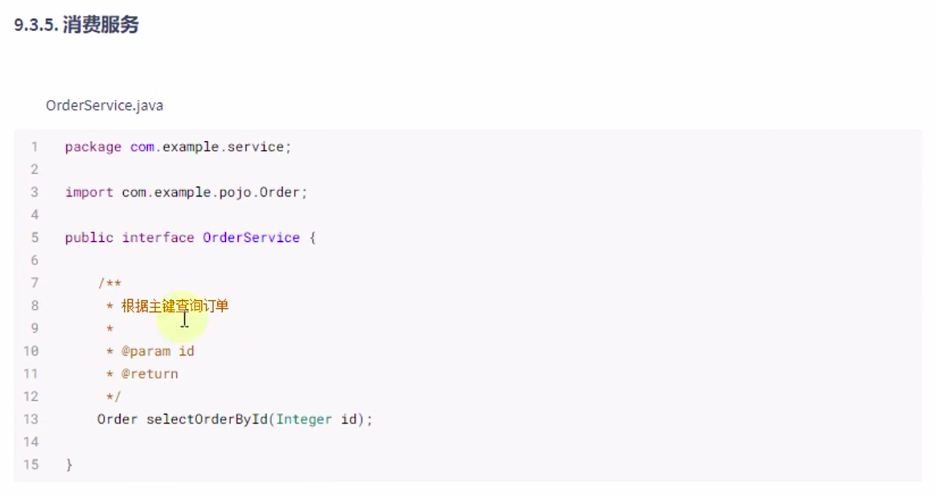 9.3.5. 消费服务
OrderService.java
1 package com.example.service;
2
3 import com.example.pojo.Order;
4
5 public interface OrderService {
6
7 /**
8 * 根据主键查询订单
9 *
10 * @param id
11 * @return
12 */
13 Order selectOrderById(Integer id);
14
15 }